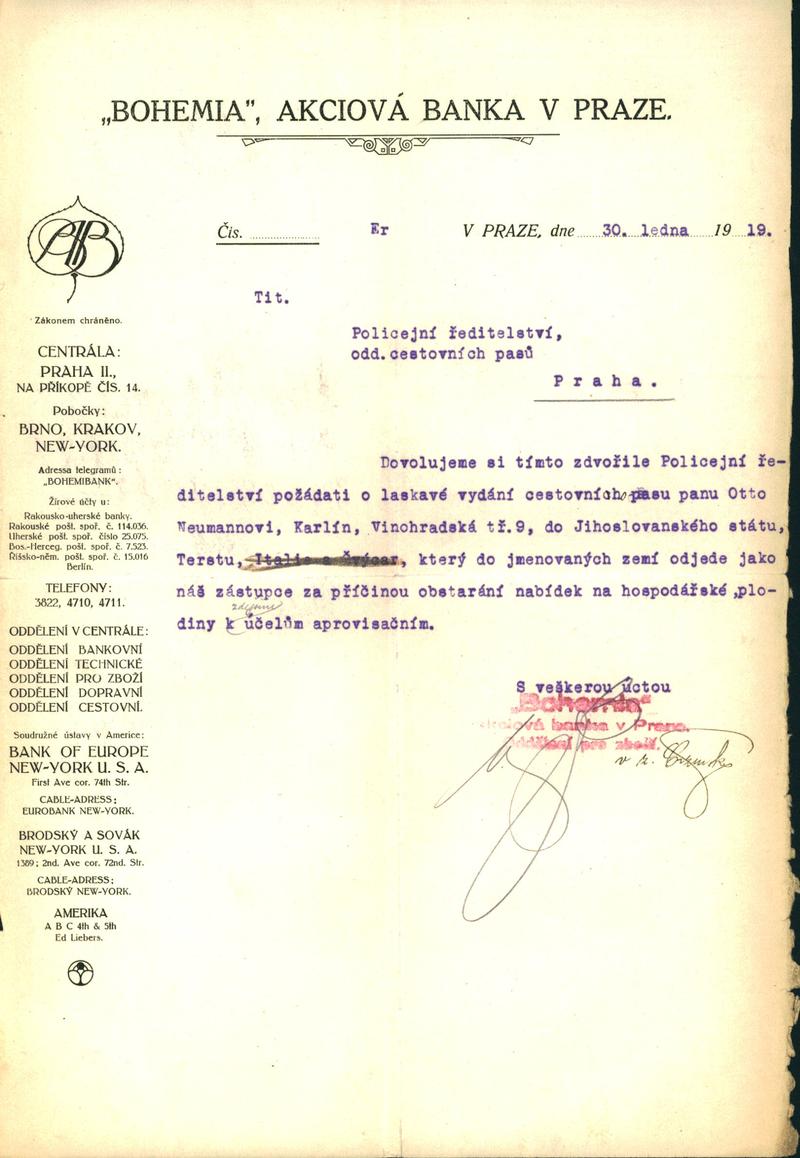 „BOHEMIA", AKCIOVÁ BANKA V PRAZE.
Čís.
Er
V PRAZE, dne 30. ledna 19 19.
Tit.
Policejní ředitelství,
odd.cestovních pasů
Praha.
Dovolujeme si tímto zdvořile Policejní ře-
ditelství požádati o laskavé vydání cestovního pasu panu Otto
Neumannovi, Karlín, Vinohradská tř.9, do Jihoslovanského státu,
Terstu, Italie a Švýcar, který do jmenovaných zemí odjede jako
náš zástupce za příčinou obstarání nabídek na hospodářské „plo-
diny k účelům aprovisačním.
S veškerou úctou
„Bohemia"
akciová banka v Praze.
oddělení pro zboží.
v z.
PAB
Zákonem chráněno.
CENTRÁLA:
PRAHA II.,
NA PŘÍKOPĚ ČÍS. 14.
Pobočky:
BRNO, KRAKOV,
NEW-YORK.
Adressa telegramů:
„BOHEMIBANK".
Žirové účty u:
Rakousko-uherské banky.
Rakouské pošt. spoř. č. 114.036.
Uherské pošt. spoř. číslo 25.075.
Bos.-Herceg. pošt. spoř. č. 7.523.
Říšsko-něm. pošt. spoř. č. 15.016
Berlin.
TELEFONY:
3822, 4710, 4711.
ODDĚLENÍ V CENTRÁLE:
ODDĚLENÍ BANKOVNÍ
ODDĚLENÍ TECHNICKÉ
ODDĚLENÍ PRO ZBOŽÍ
ODDĚLENÍ DOPRAVNÍ
ODDĚLENÍ CESTOVNÍ.
Soudružné ústavy v Americe:
BANK OF EUROPE
NEW-YORK U. S. A.
First Ave cor. 74th Str.
CABLE-ADRESS:
EUROBANK NEW-YORK.
BRODSKÝ A SOVÁK
NEW-YORK U. S. A.
1389; 2nd. Ave cor. 72nd. Str.
CABLE-ADRESS:
BRODSKÝ NEW-YORK.
AMERIKA
A B C 4th & 5th
Ed Liebers.